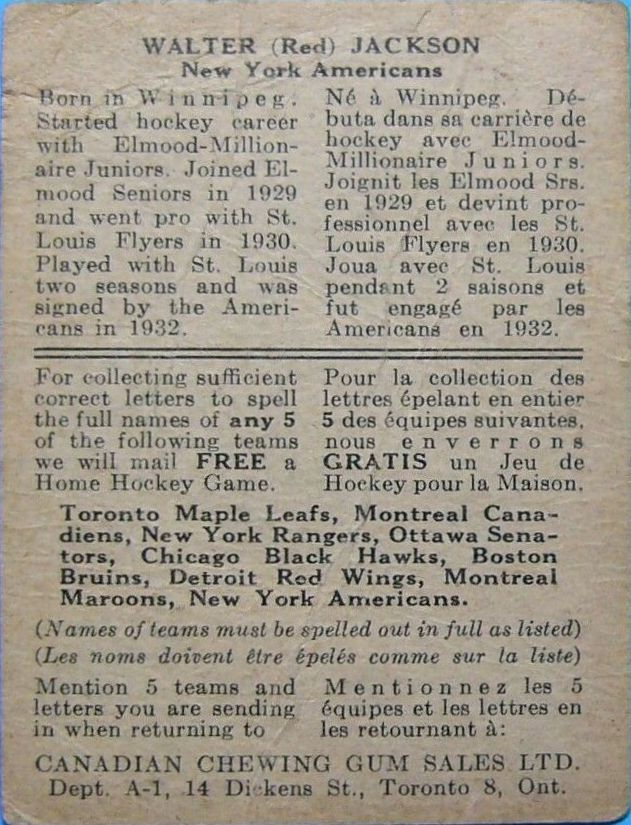 WALTER (Red) JACKSON
New York Americans
Born in Winnipeg.
Started hockey career
with Elmood-Million-
aire Juniors. Joined El-
mood Seniors in 1929
and went pro with St.
Louis Flyers in 1930.
Played with St. Louis
two seasons and was
signed by the Ameri-
cans in 1932.
Né à Winnipeg. Dé-
buta dans sa carrière de
hockey avec Elmood-
Millionaire Juniors.
Joignit les Elmood Srs.
en 1929 et devint pro-
fessionnel avec les St.
Louis Flyers en 1930.
Joua avec St. Louis
pendant 2 saisons et
fut engagé par les
Americans en 1932.
For collecting sufficient
correct letters to spell
the full names of any 5
of the following teams
we will mail FREE a
Home Hockey Game.
Pour la collection des
lettres épelant en entier
5 des équipes suivantes,
nous enverrons
GRATIS un Jeu de
Hockey pour la Maison.
Toronto Maple Leafs, Montreal Cana-
diens, New York Rangers, Ottawa Sena-
tors, Chicago Black Hawks, Boston
Bruins, Detroit Red Wings, Montreal
Maroons, New York Americans.
(Names of teams must be spelled out in full as listed)
(Les noms doivent être épelés comme sur la liste)
Mention 5 teams and
letters you are sending
in when returning to
Mentionnez les 5
équipes et les lettres en
les retournant à:
CANADIAN CHEWING GUM SALES LTD.
Dept. A-1, 14 Dickens St., Toronto 8, Ont.